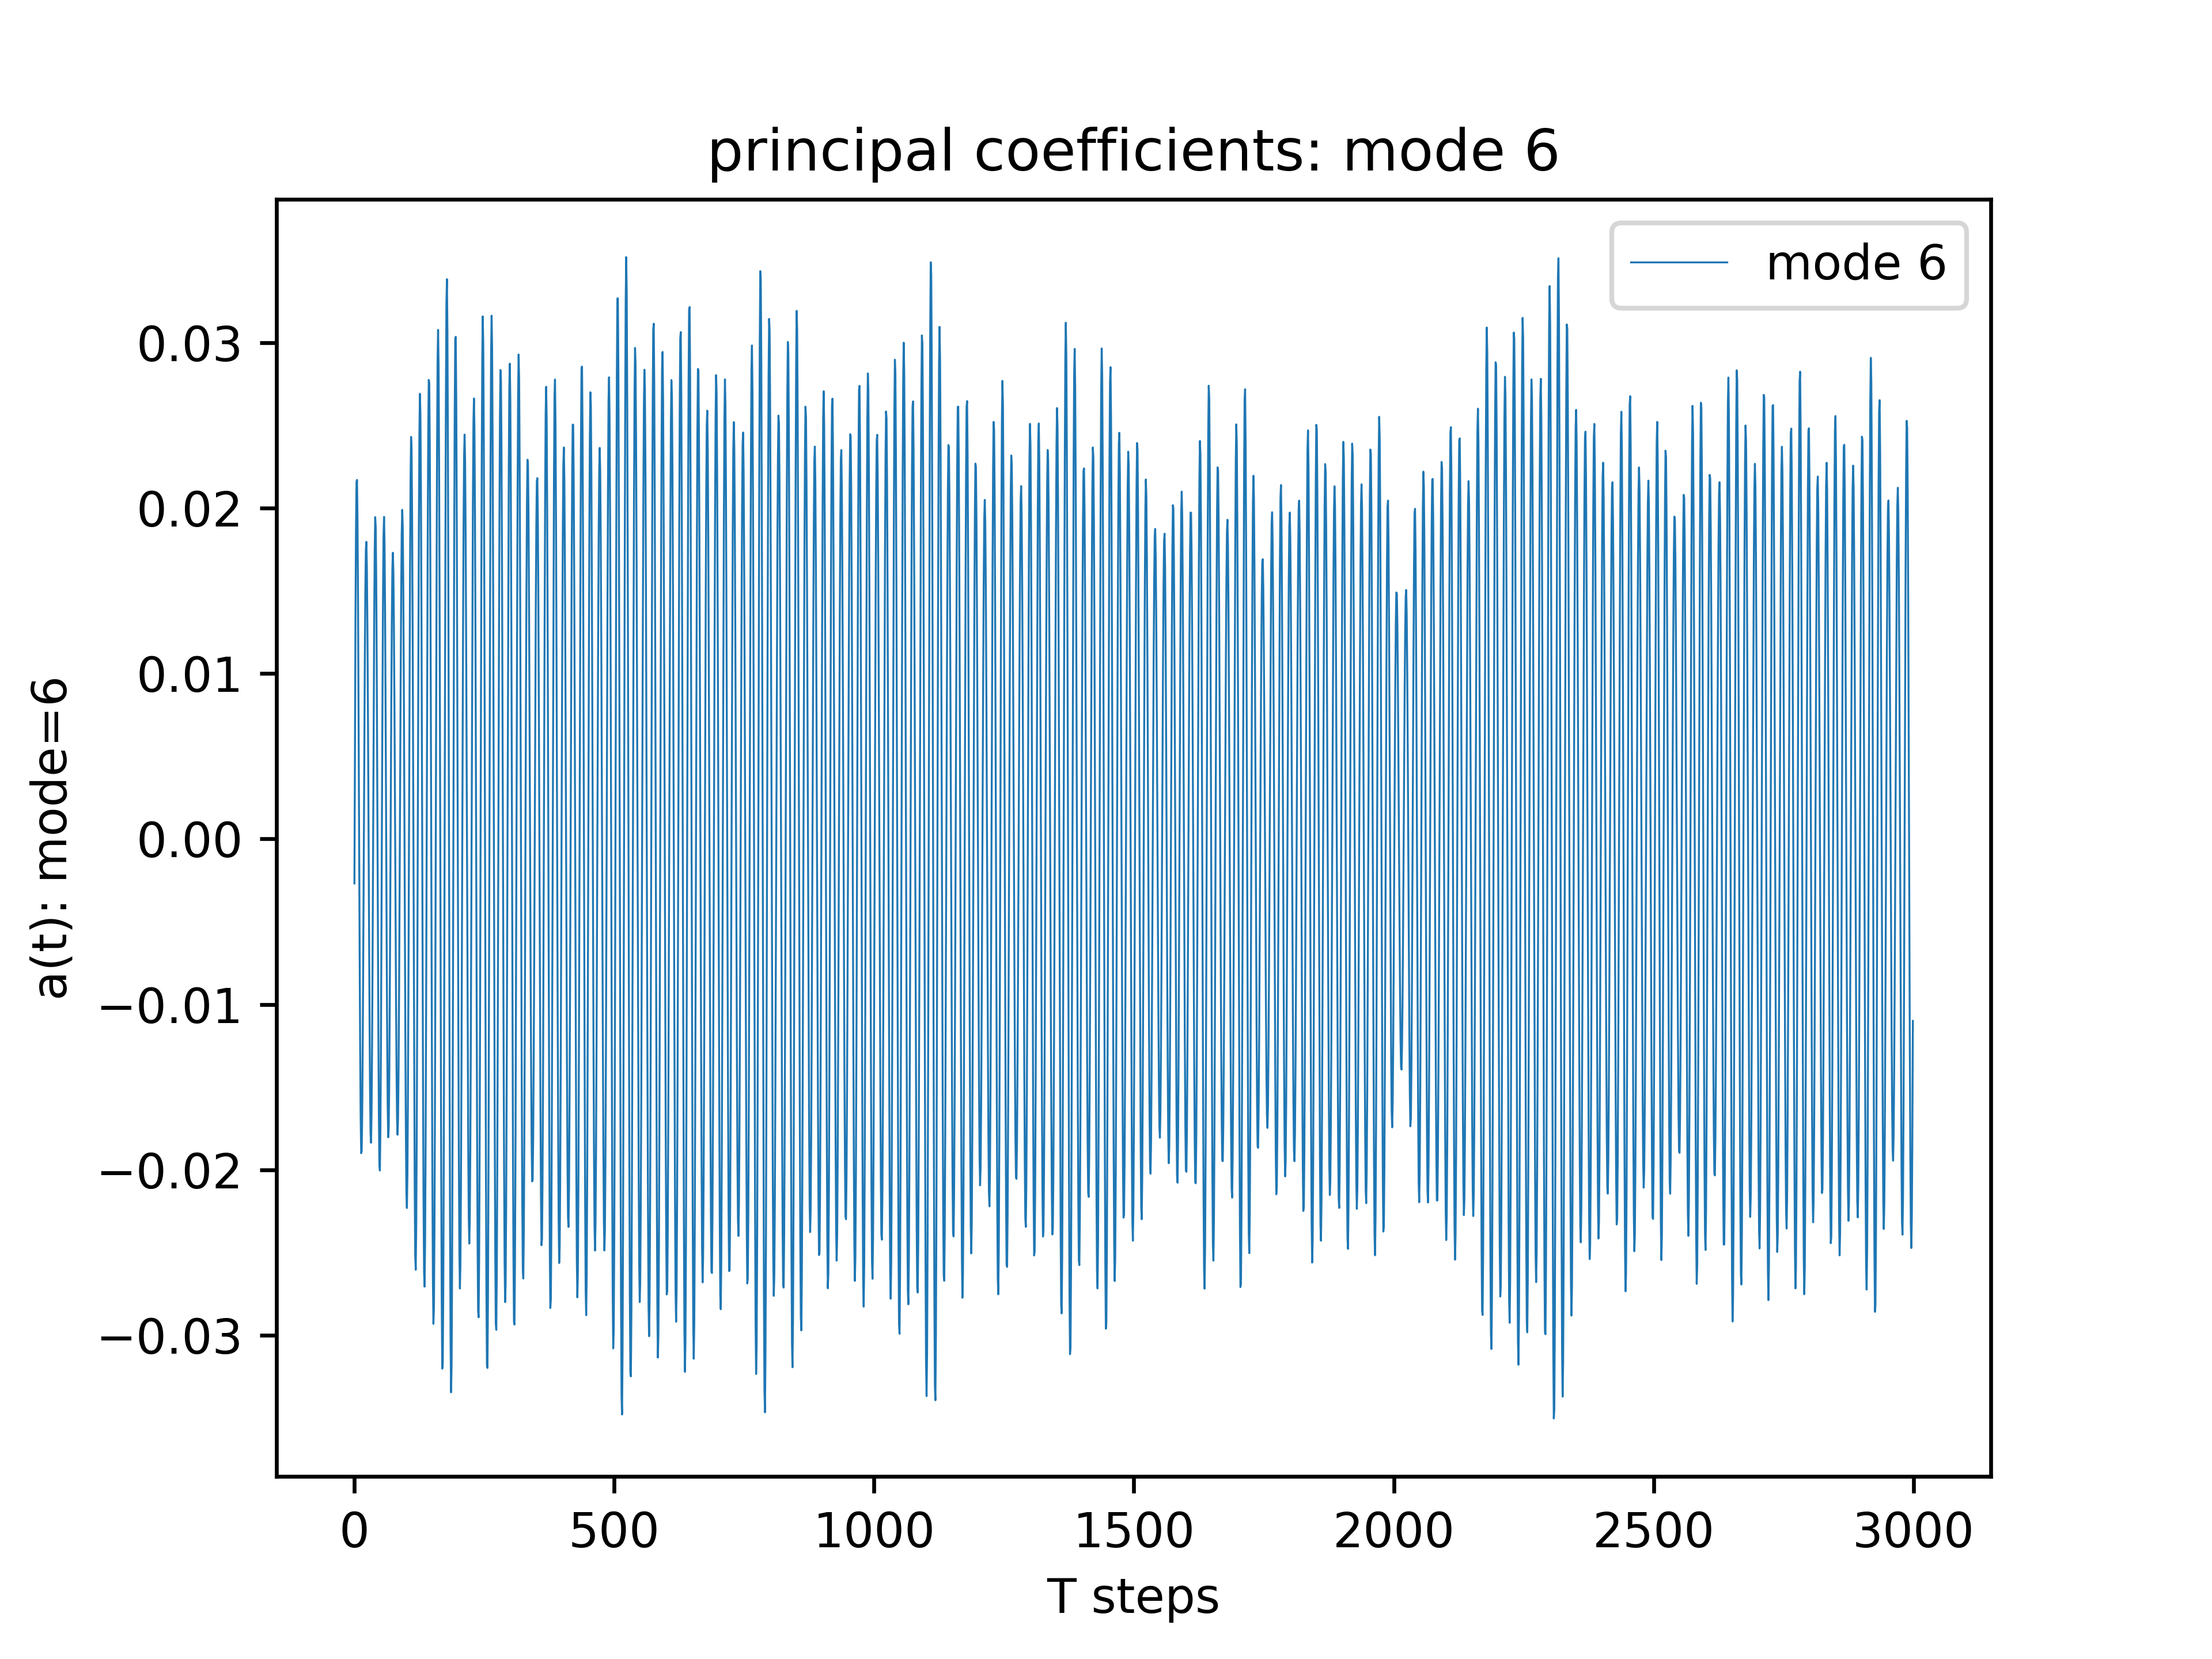 principal coefficients: mode 6
mode 6
0.03
0.02
0.01
0.00
−0.01
−0.02
−0.03
a(t): mode=6
0 500 1000 1500 2000 2500 3000
T steps